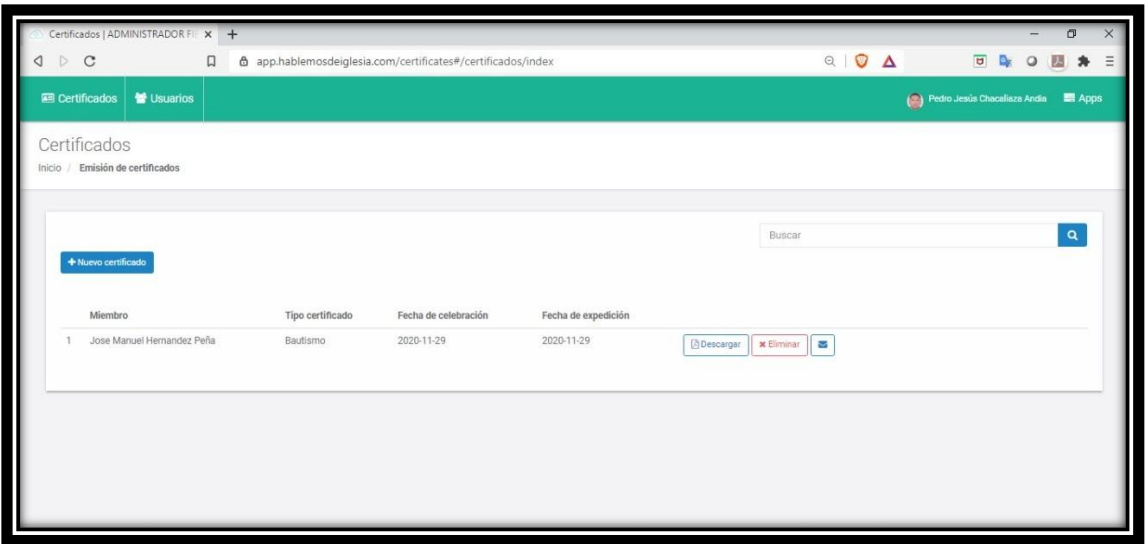 Certificados | ADMINISTRADOR FI
app.hablemosdeiglesia.com/certificates#/certificados/index
Certificados Usuarios Pedro Jesús Chacaliaza Andia Apps
Certificados
Inicio / Emisión de certificados
Buscar
+ Nuevo certificado
Miembro Tipo certificado Fecha de celebración Fecha de expedición
1 Jose Manuel Hernandez Peña Bautismo 2020-11-29 2020-11-29 Descargar Eliminar